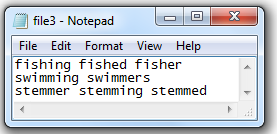 file3 - Notepad
File Edit Format View Help
fishing fished fisher
swimming swimmers
stemmer stemming stemmed